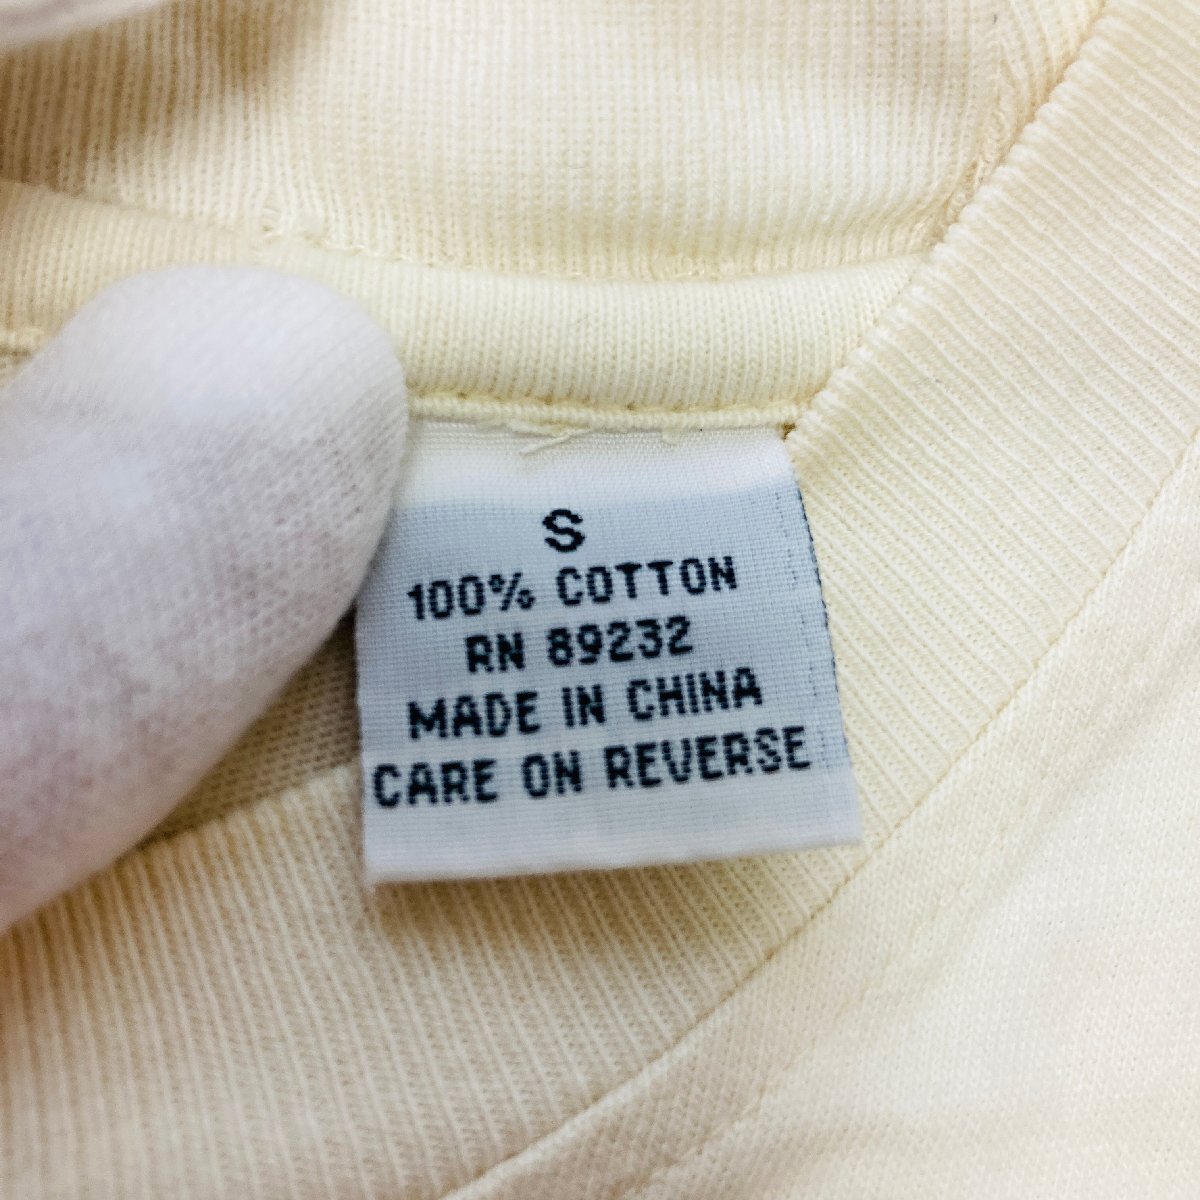 S
100% COTTON
RN 89232
MADE IN CHINA
CARE ON REVERSE